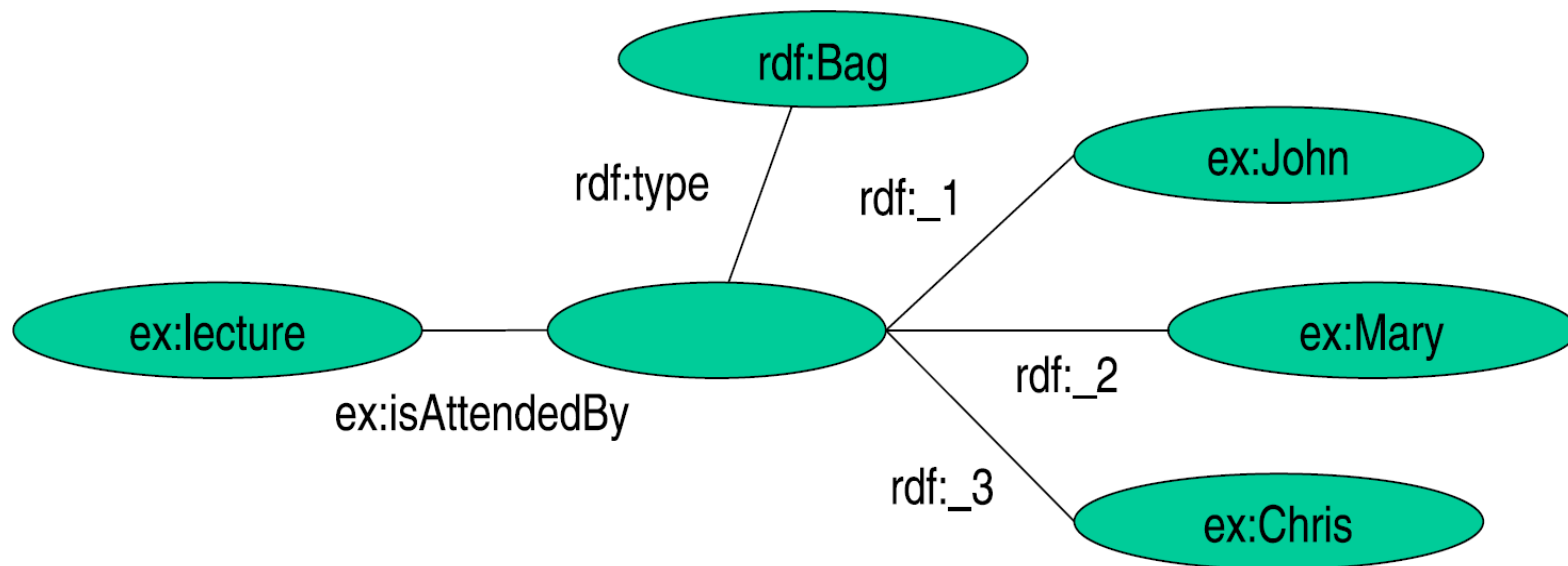 rdf:Bag
ex:John
rdf:type
rdf:_1
ex:lecture
ex:Mary
rdf:_2
ex:isAttendedBy
rdf:_3
ex:Chris